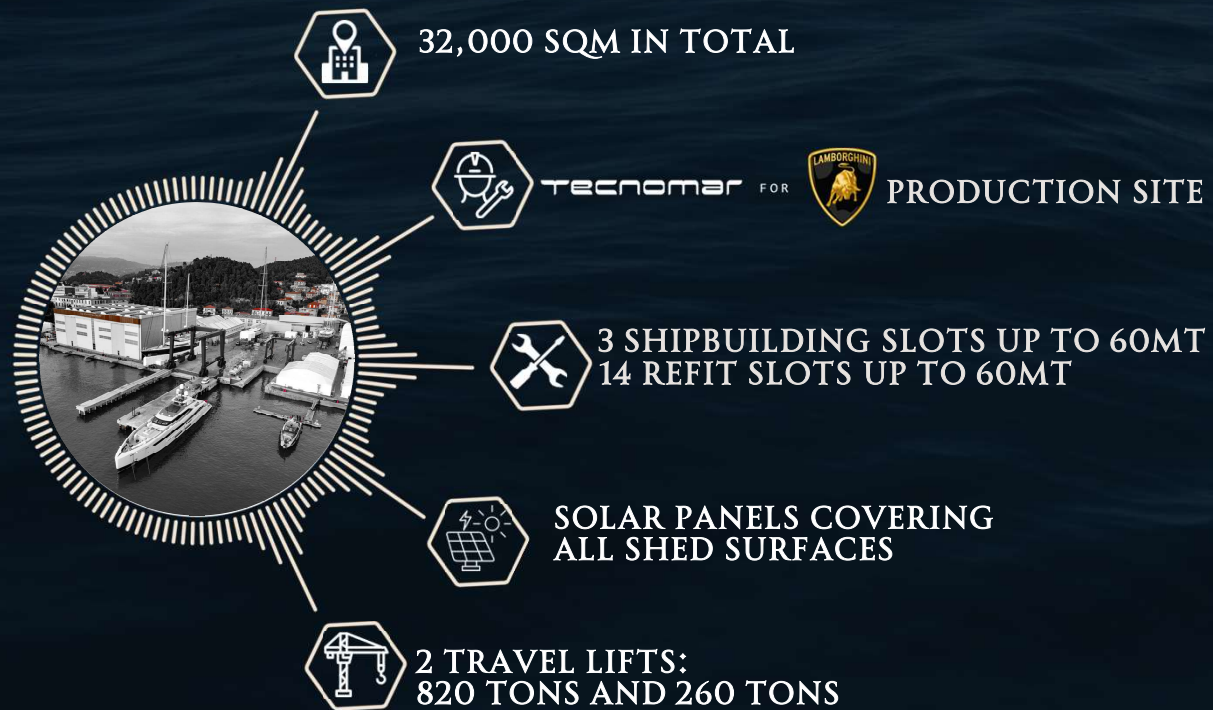 32,000 SQM IN TOTAL
TECNOMAR FOR LAMBORGHINI PRODUCTION SITE
3 SHIPBUILDING SLOTS UP TO 60MT
14 REFIT SLOTS UP TO 60MT
SOLAR PANELS COVERING
ALL SHED SURFACES
2 TRAVEL LIFTS:
820 TONS AND 260 TONS